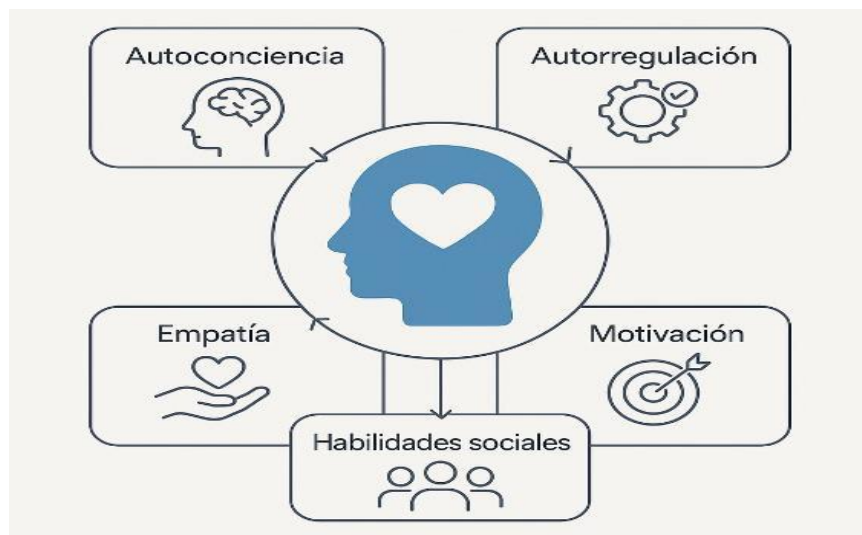 Autoconciencia
Autorregulación
Empatía
Motivación
Habilidades sociales